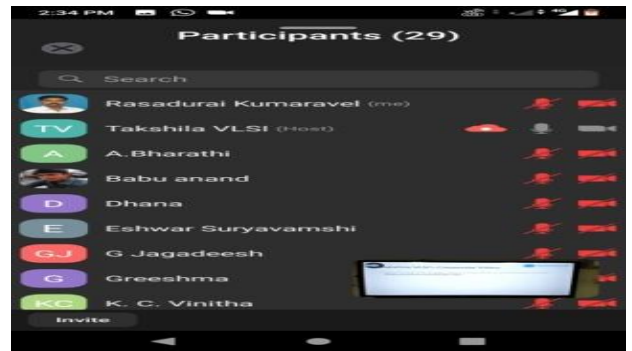 2:34 PM
Participants (29)
Search
Rasadurai Kumaravel (me)
TV Takshila VLSI (Host)
A A.Bharathi
Babu anand
D Dhana
E Eshwar Suryavamshi
GJ G Jagadeesh
G Greeshma
KC K. C. Vinitha
Invite